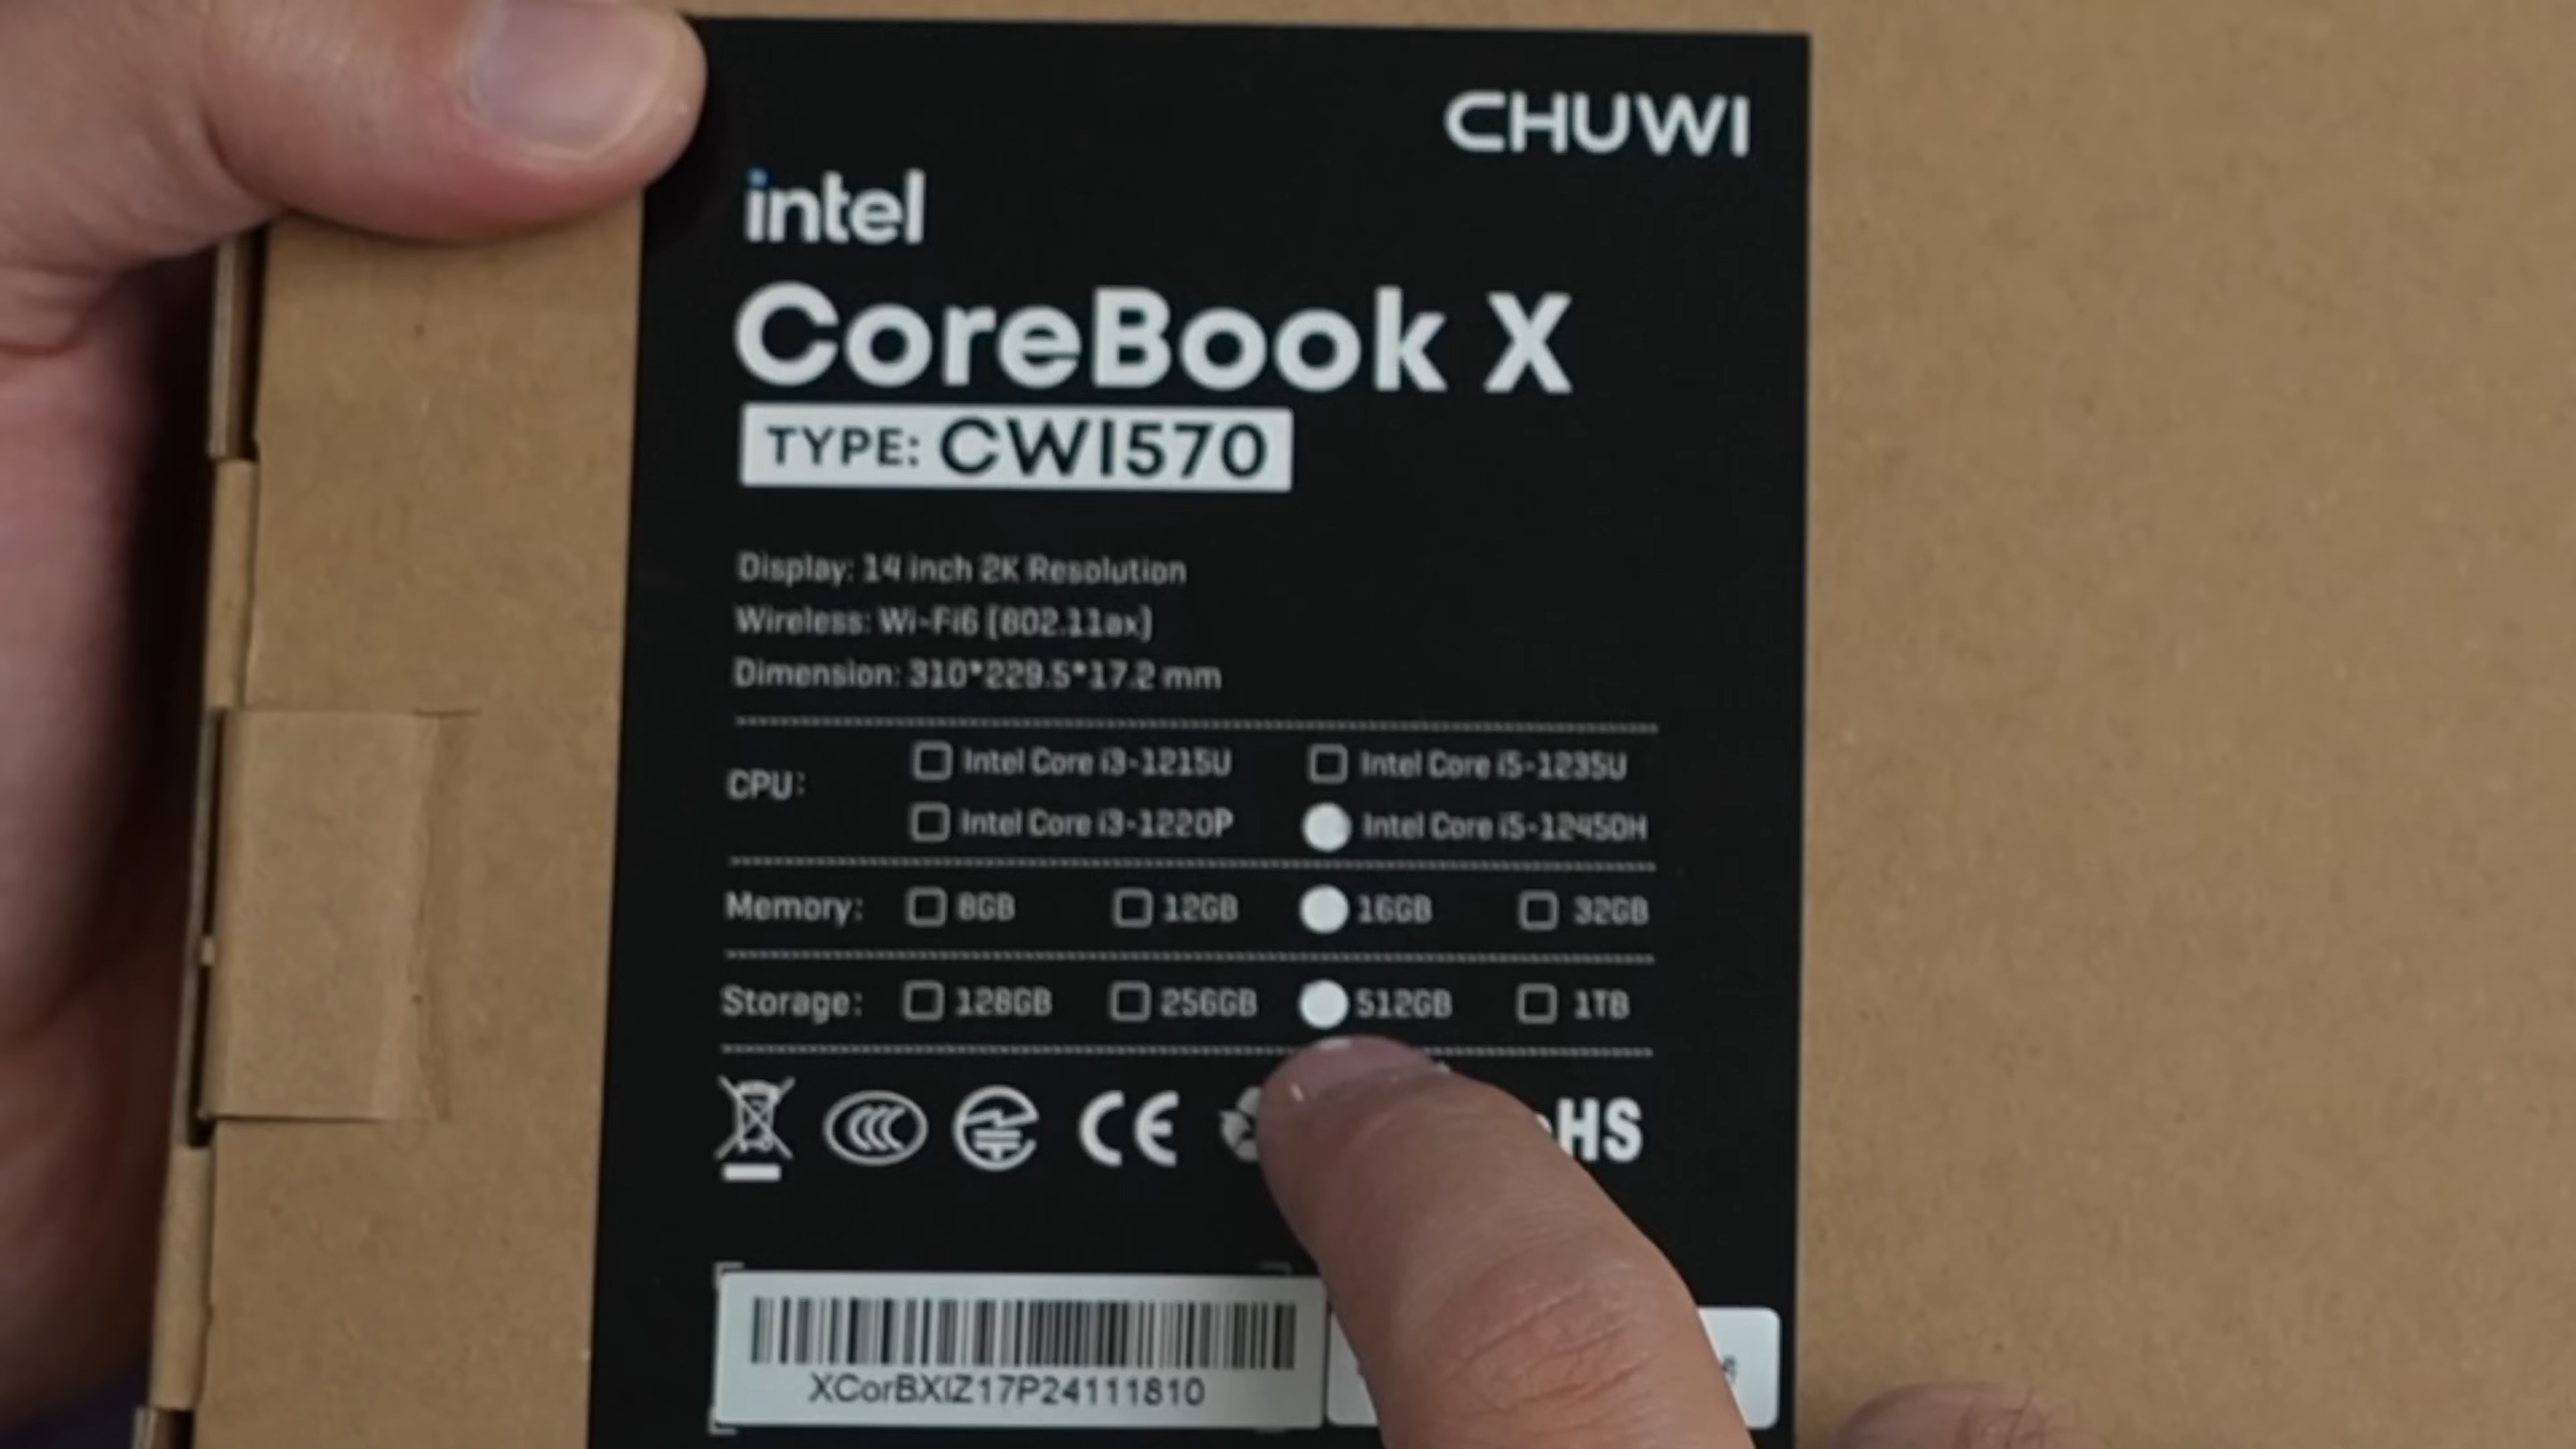 CHUWI
intel
CoreBook X
TYPE: CWI570
Display: 14 inch 2K Resolution
Wireless: Wi-Fi6 (802.11ax)
Dimension: 310*229.5*17.2 mm
CPU: Intel Core i3-1215U Intel Core i5-1235U
Intel Core i3-1220P Intel Core i5-12450H
Memory: 8GB 12GB 16GB 32GB
Storage: 128GB 256GB 512GB 1TB
CCC CE HS
XCorBXIZ17P24111810